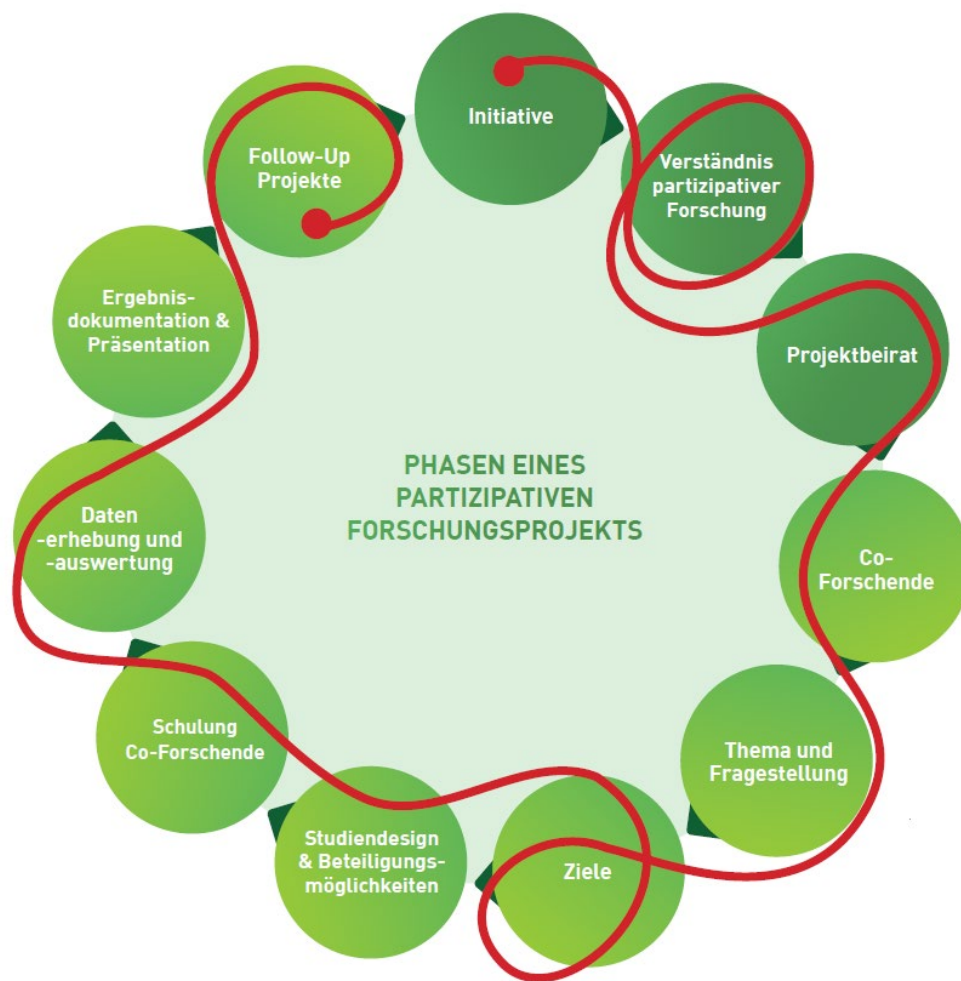 Initiative
Verständnis
partizipativer
Forschung
Projektbeirat
Co-
Forschende
Thema und
Fragestellung
Ziele
Studiendesign
& Beteiligungs-
möglichkeiten
Schulung
Co-Forschende
Daten
-erhebung und
-auswertung
Ergebnis-
dokumentation &
Präsentation
Follow-Up
Projekte
PHASEN EINES
PARTIZIPATIVEN
FORSCHUNGSPROJEKTS